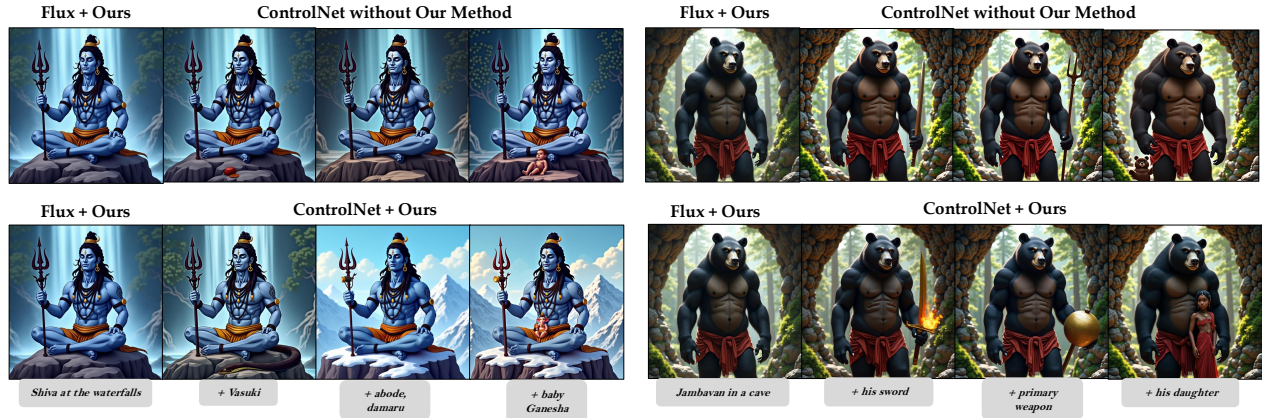 Flux + Ours
ControlNet without Our Method
Flux + Ours
ControlNet without Our Method
Flux + Ours
ControlNet + Ours
Flux + Ours
ControlNet + Ours
Shiva at the waterfalls
+ Vasuki
+ abode,
damaru
+ baby
Ganesha
Jambavan in a cave
+ his sword
+ primary
weapon
+ his daughter